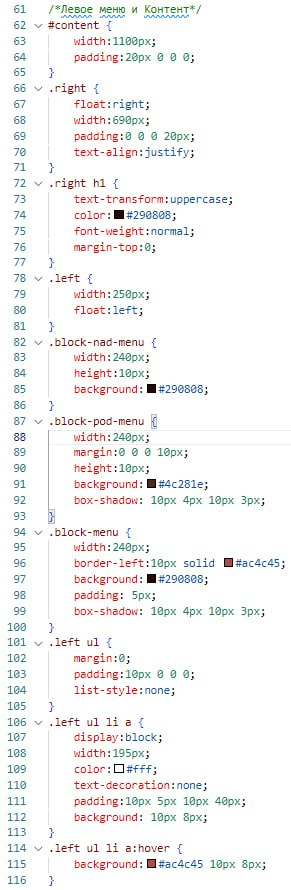 61 /*Левое меню и Контент*/
62 #content {
63 width:1100px;
64 padding:20px 0 0 0;
65 }
66 .right {
67 float:right;
68 width:690px;
69 padding:0 0 0 20px;
70 text-align:justify;
71 }
72 .right h1 {
73 text-transform:uppercase;
74 color:#290808;
75 font-weight:normal;
76 margin-top:0;
77 }
78 .left {
79 width:250px;
80 float:left;
81 }
82 .block-nad-menu {
83 width:240px;
84 height:10px;
85 background:#290808;
86 }
87 .block-pod-menu {
88 width:240px;
89 margin:0 0 0 10px;
90 height:10px;
91 background:#4c281e;
92 box-shadow: 10px 4px 10px 3px;
93 }
94 .block-menu {
95 width:240px;
96 border-left:10px solid #ac4c45;
97 background:#290808;
98 padding: 5px;
99 box-shadow: 10px 4px 10px 3px;
100 }
101 .left ul {
102 margin:0;
103 padding:10px 0 0 0;
104 list-style:none;
105 }
106 .left ul li a {
107 display:block;
108 width:195px;
109 color:#fff;
110 text-decoration:none;
111 padding:10px 5px 10px 40px;
112 background:10px 8px;
113 }
114 .left ul li a:hover {
115 background:#ac4c45 10px 8px;
116 }